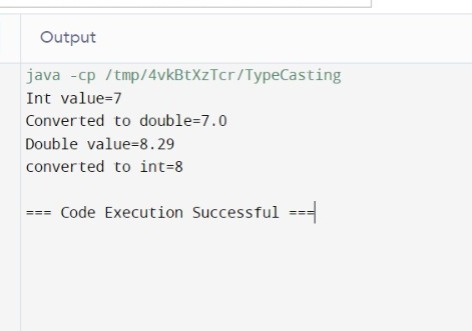 Output
java -cp /tmp/4vkBtXzTcr/TypeCasting
Int value=7
Converted to double=7.0
Double value=8.29
converted to int=8
=== Code Execution Successful ===